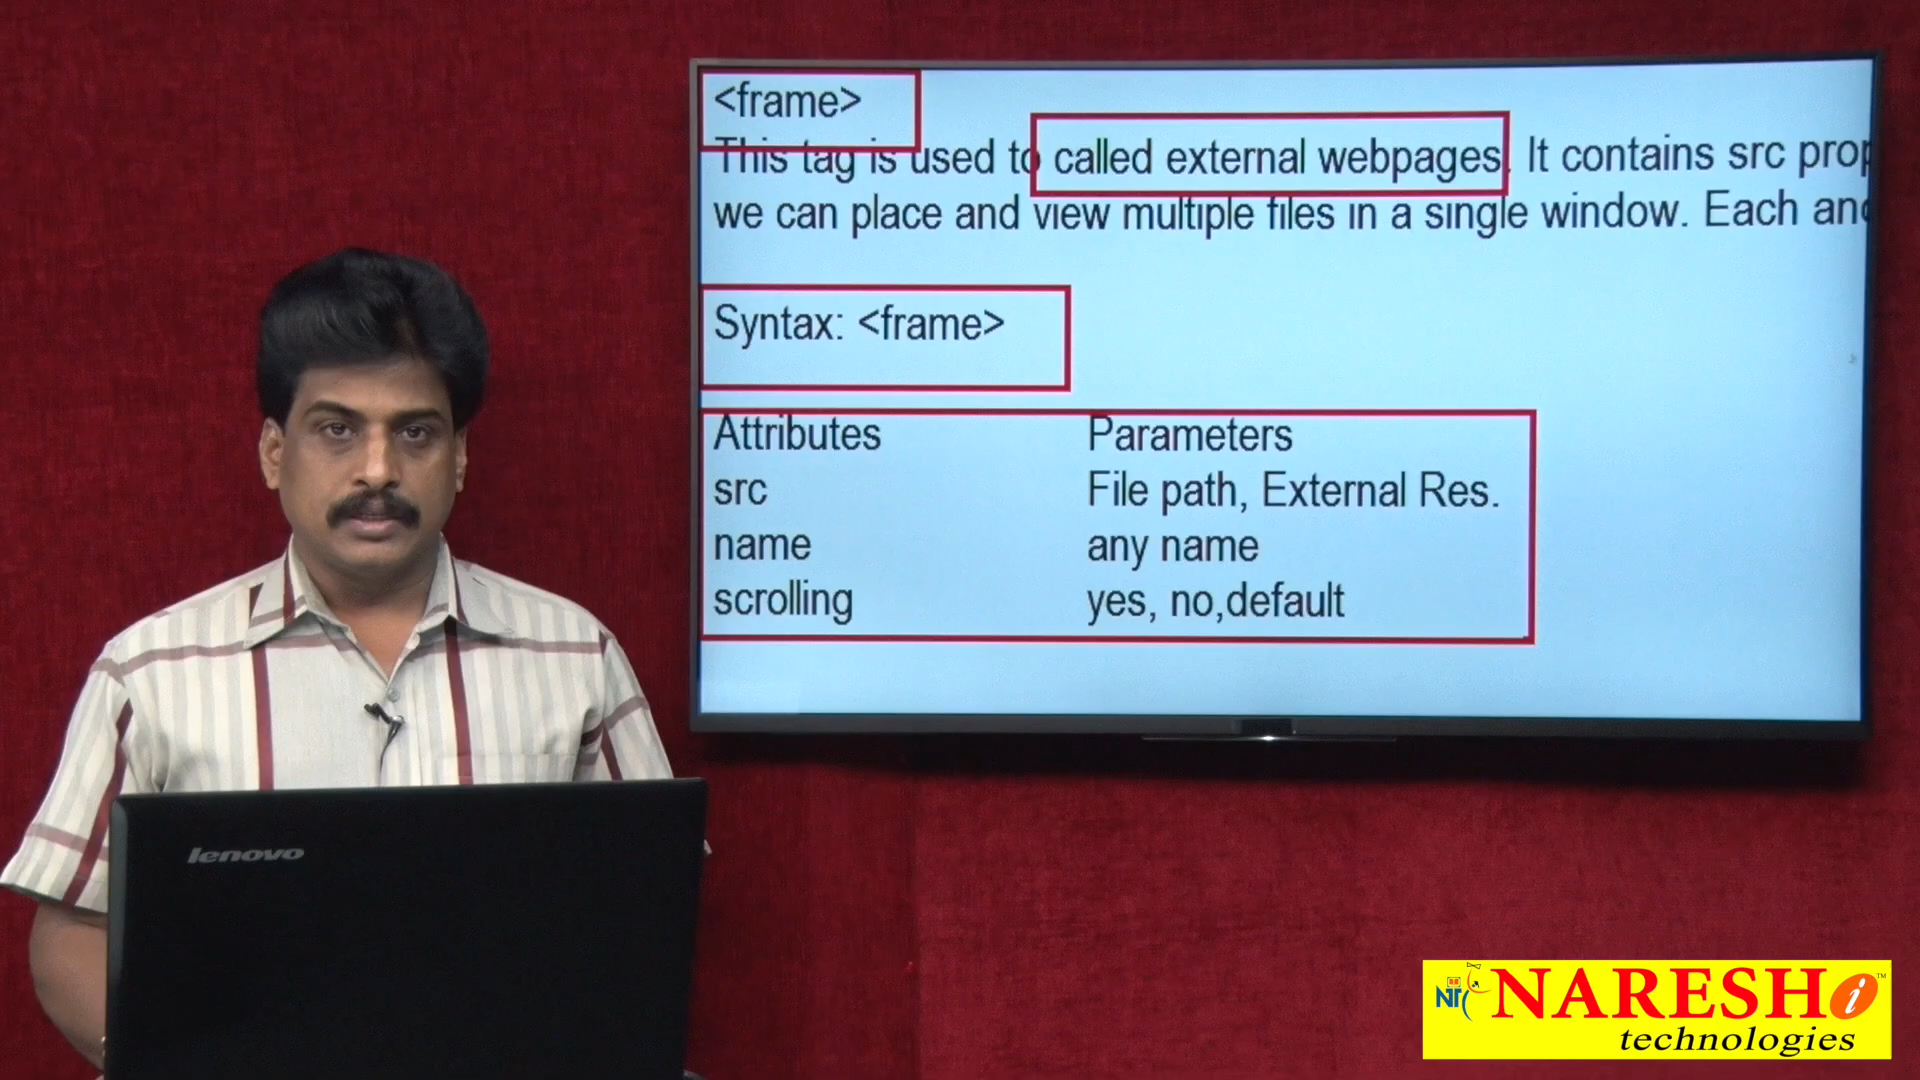 <frame>
This tag is used to called external webpages. It contains src
we can place and view multiple files in a single window. Each
Syntax: <frame>
Attributes Parameters
src File path, External Res.
name any name
scrolling yes, no,default
lenovo
NARESH i ™
technologies